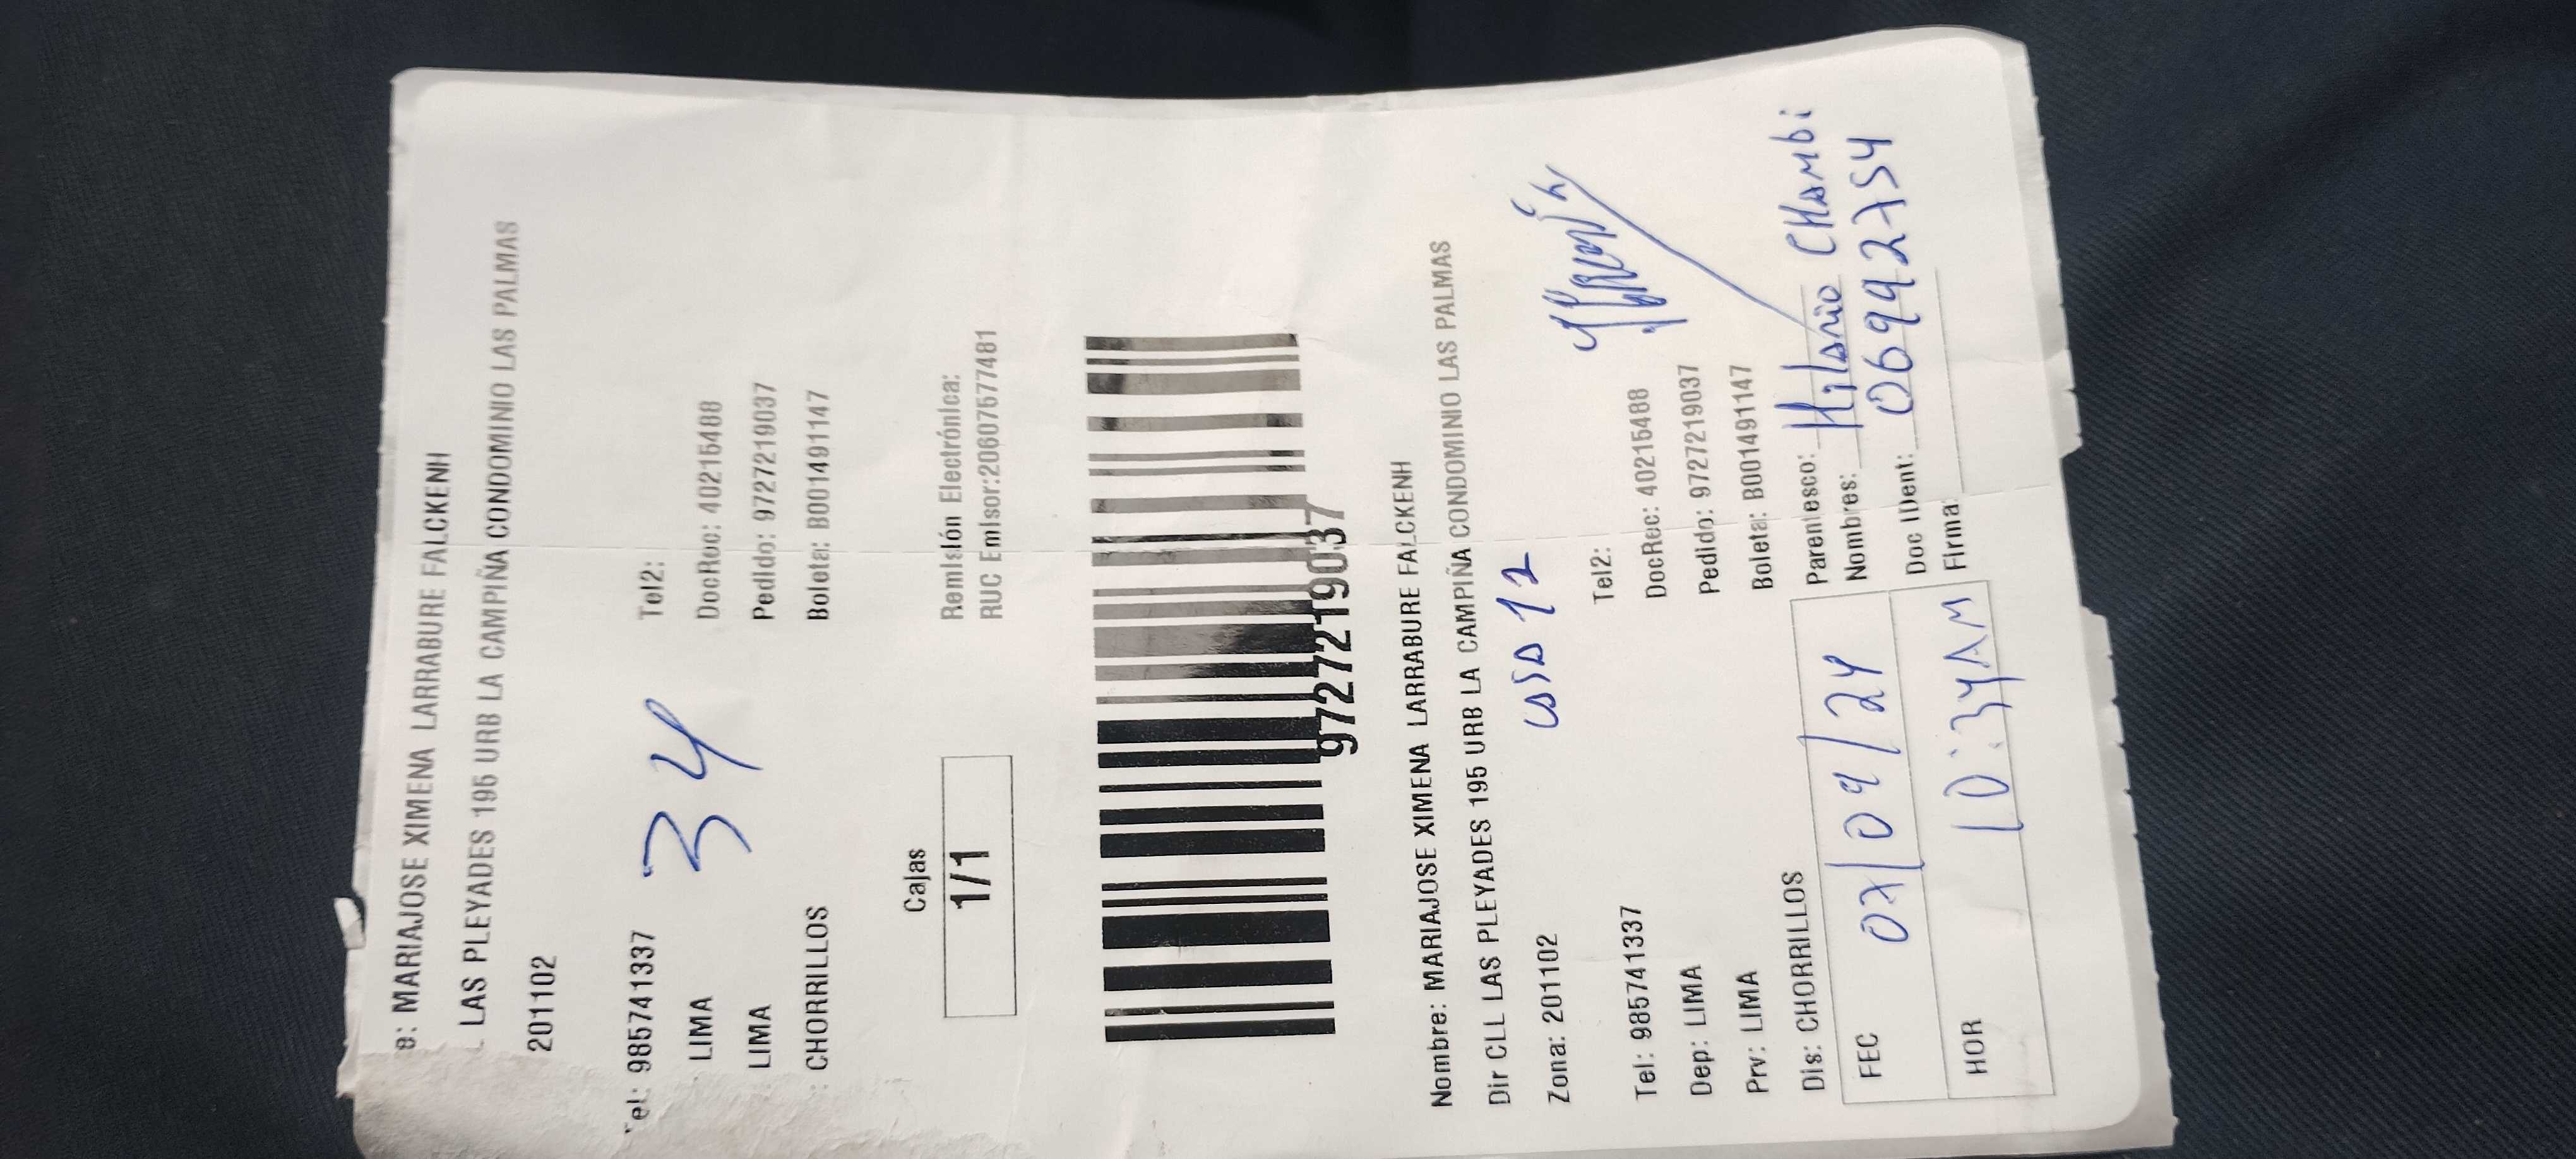 e: MARIAJOSE XIMENA LARRABURE FALCKENH
LAS PLEYADES 195 URB LA CAMPIÑA CONDOMINIO LAS PALMAS
201102
Tel: 985741337 Tel2:
LIMA DocRec: 40215488
34
LIMA Pedido: 9727219037
: CHORRILLOS Boleta: B001491147
Cajas Remisión Electrónica:
1/1 RUC Emisor:20607577481
9727219037
Nombre: MARIAJOSE XIMENA LARRABURE FALCKENH
Dir CLL LAS PLEYADES 195 URB LA CAMPIÑA CONDOMINIO LAS PALMAS
Zona: 201102 casa 12
Tel: 985741337 Tel2:
Dep: LIMA DocRec: 40215488
Prv: LIMA Pedido: 9727219037
Dis: CHORRILLOS Boleta: B001491147
FEC 07/09/24 Parentesco:
Nombres: Hilario CHAMbi
HOR 10:34AM Doc IDent: 06992754
Firma: